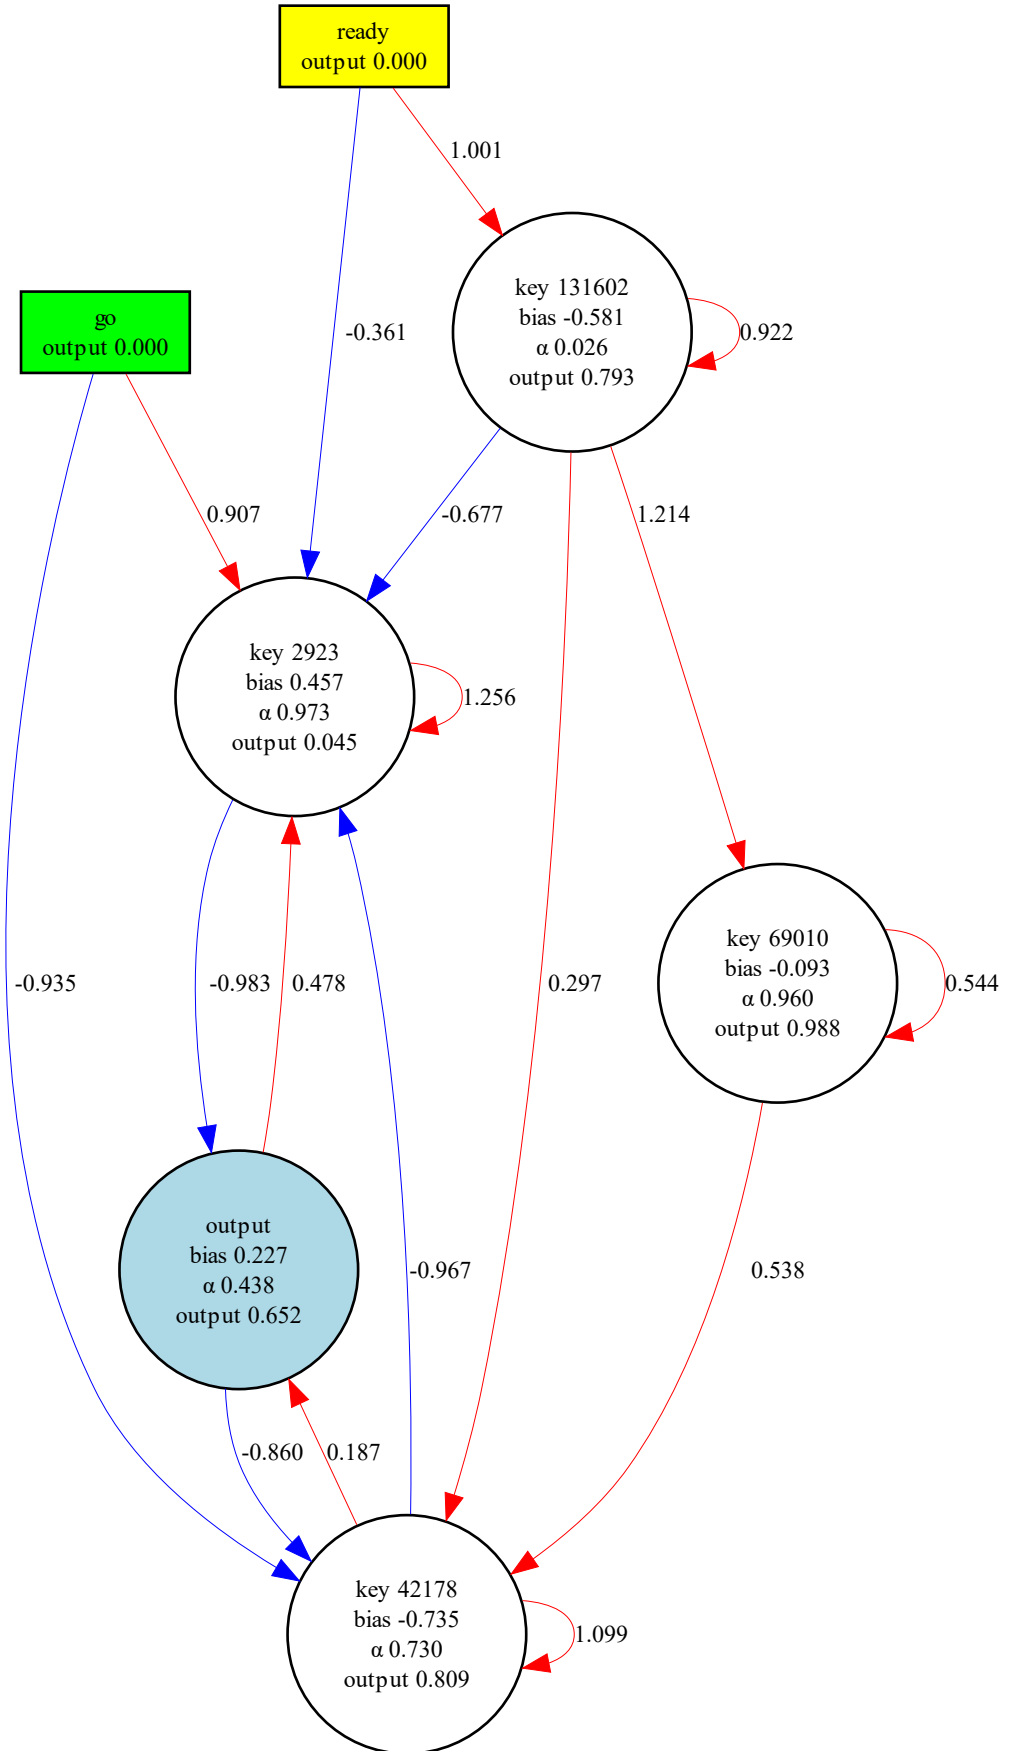 ready
output 0.000
1.001
key 131602
bias -0.581
α 0.026
output 0.793
0.922
go
output 0.000
-0.361
0.907
-0.677
1.214
key 2923
bias 0.457
α 0.973
output 0.045
1.256
key 69010
bias -0.093
α 0.960
output 0.988
0.544
-0.935
-0.983
0.478
0.297
output
bias 0.227
α 0.438
output 0.652
-0.967
0.538
-0.860
0.187
key 42178
bias -0.735
α 0.730
output 0.809
1.099